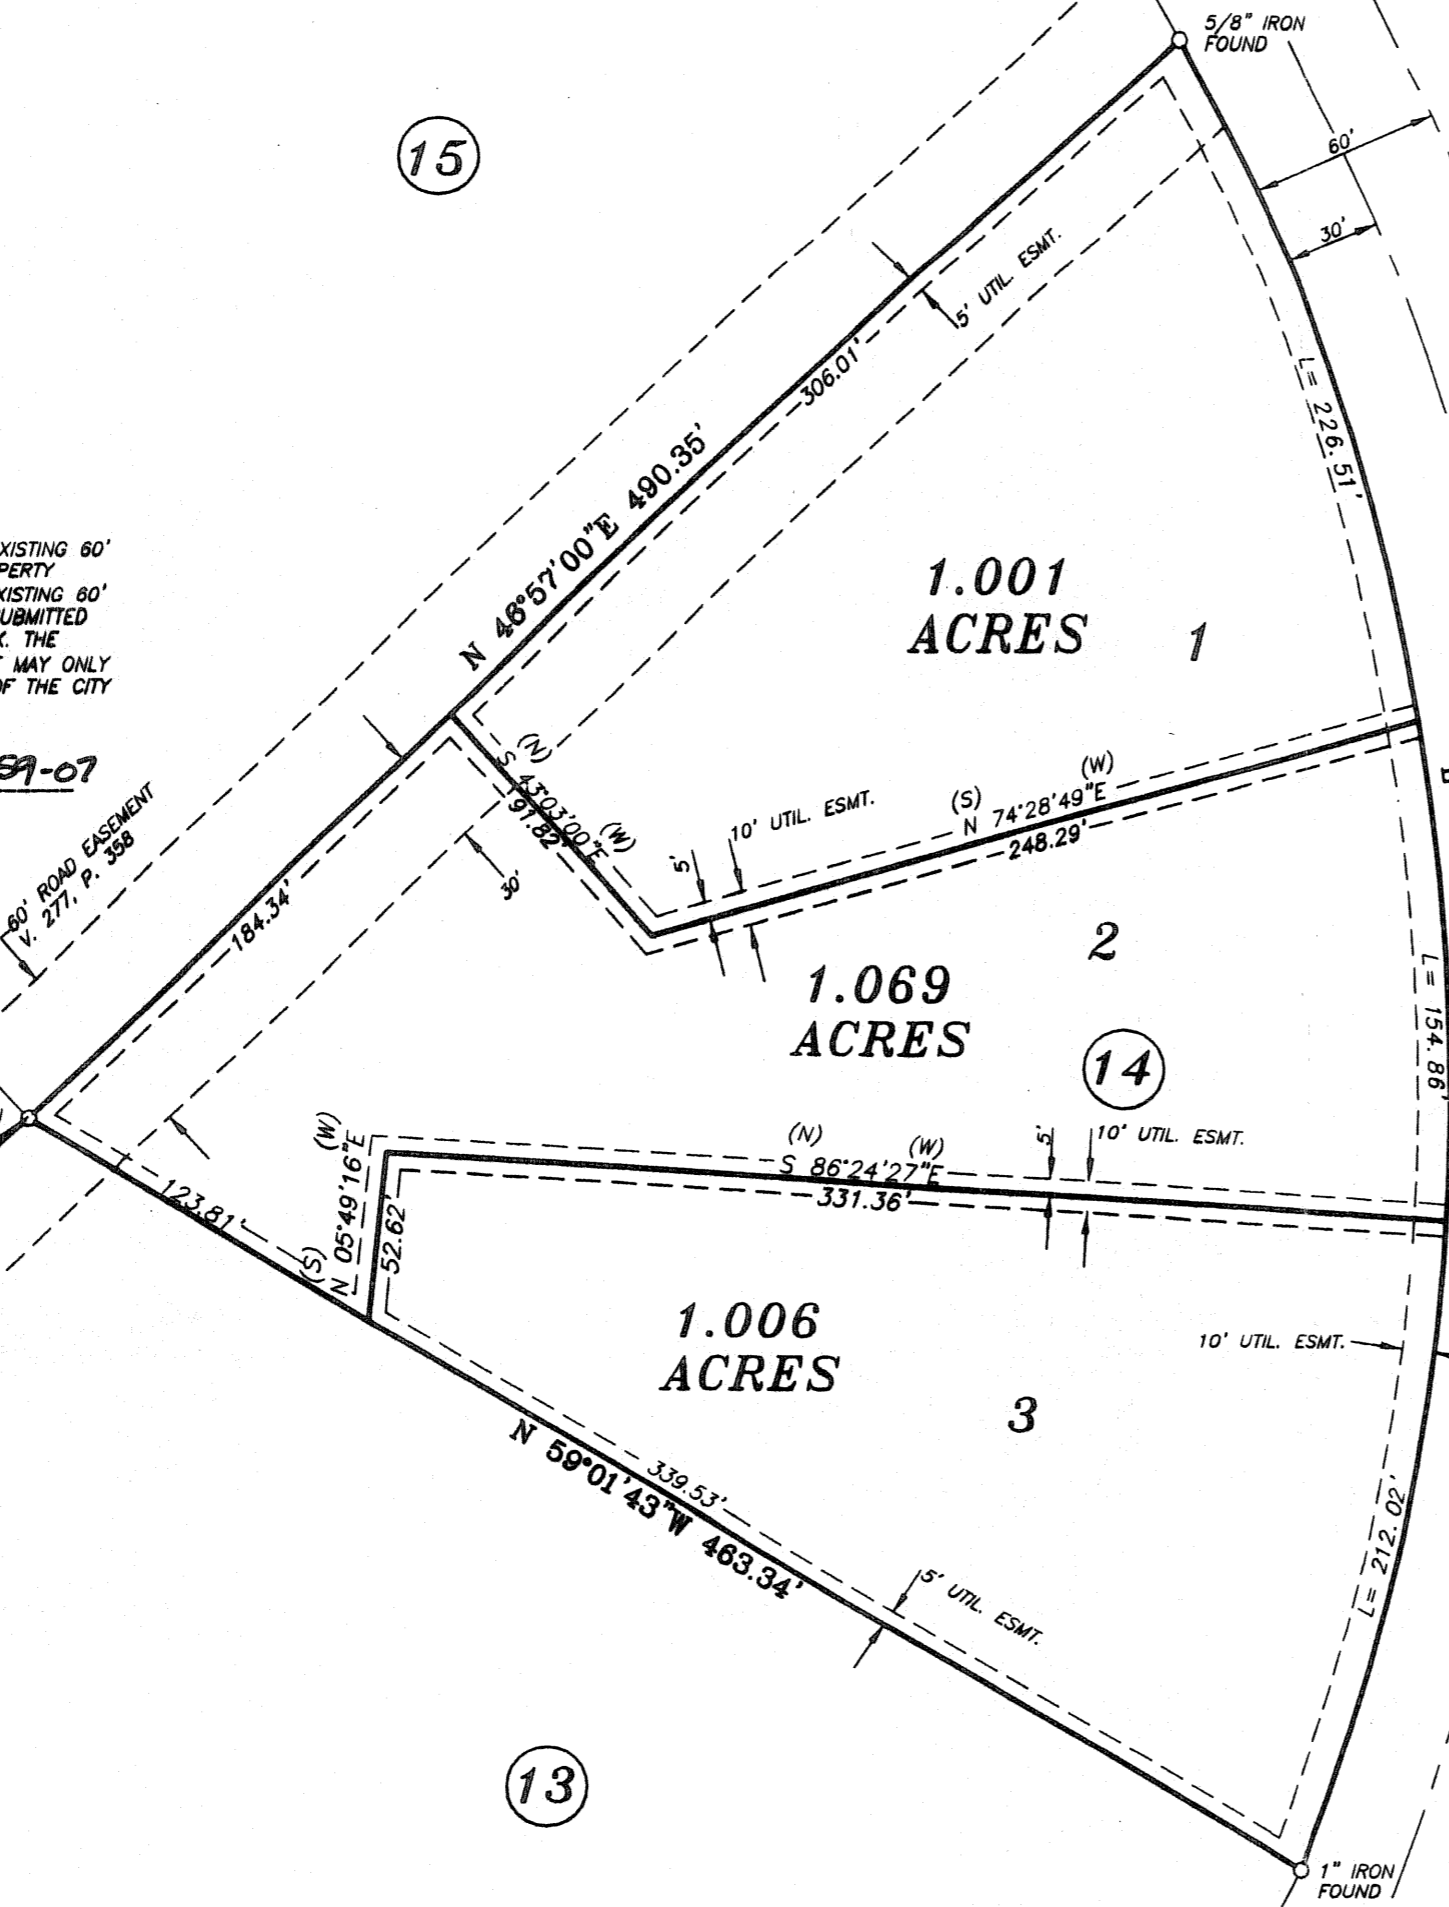 5/8" IRON
FOUND
15
60'
30'
5' UTIL. ESMT.
306.01'
L= 226.51'
N 46°57'00"E 490.35'
XISTING 60'
PERTY
XISTING 60'
UBMITTED
K. THE
T MAY ONLY
OF THE CITY
89-07
1.001
ACRES
1
(N)
S 43°03'00"E
(W)
91.82'
(W)
(S)
N 74°28'49"E
248.29'
10' UTIL. ESMT.
5'
30'
60' ROAD EASEMENT
V. 277, P. 358
184.34'
2
1.069
ACRES
14
L= 154.86'
(N)
(W)
S 86°24'27"E
331.36'
5'
10' UTIL. ESMT.
(W)
N 05°49'16"E
(S)
52.62'
123.81'
1.006
ACRES
10' UTIL. ESMT.
3
339.53'
N 59°01'43"W 463.34'
L= 212.02'
5' UTIL. ESMT.
13
1" IRON
FOUND